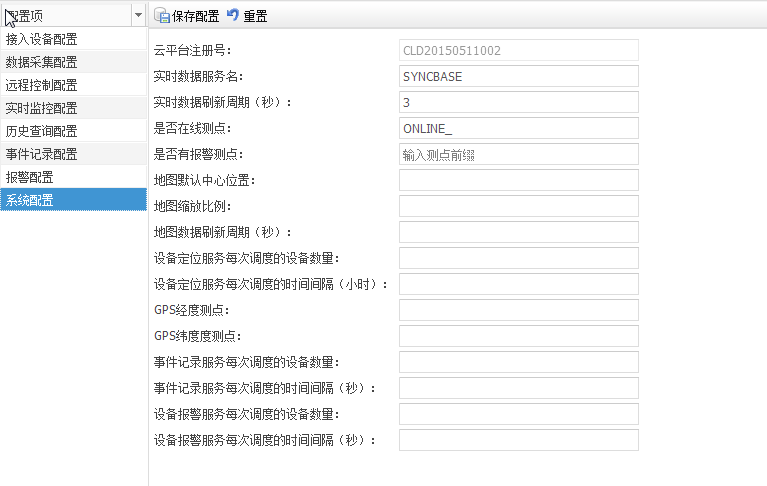 配置项
保存配置 重置
接入设备配置
数据采集配置
远程控制配置
实时监控配置
历史查询配置
事件记录配置
报警配置
系统配置
云平台注册号: CLD20150511002
实时数据服务名: SYNCBASE
实时数据刷新周期（秒）: 3
是否在线测点: ONLINE_
是否有报警测点: 输入测点前缀
地图默认中心位置:
地图缩放比例:
地图数据刷新周期（秒）:
设备定位服务每次调度的设备数量:
设备定位服务每次调度的时间间隔（小时）:
GPS经度测点:
GPS纬度度测点:
事件记录服务每次调度的设备数量:
事件记录服务每次调度的时间间隔（秒）:
设备报警服务每次调度的设备数量:
设备报警服务每次调度的时间间隔（秒）: